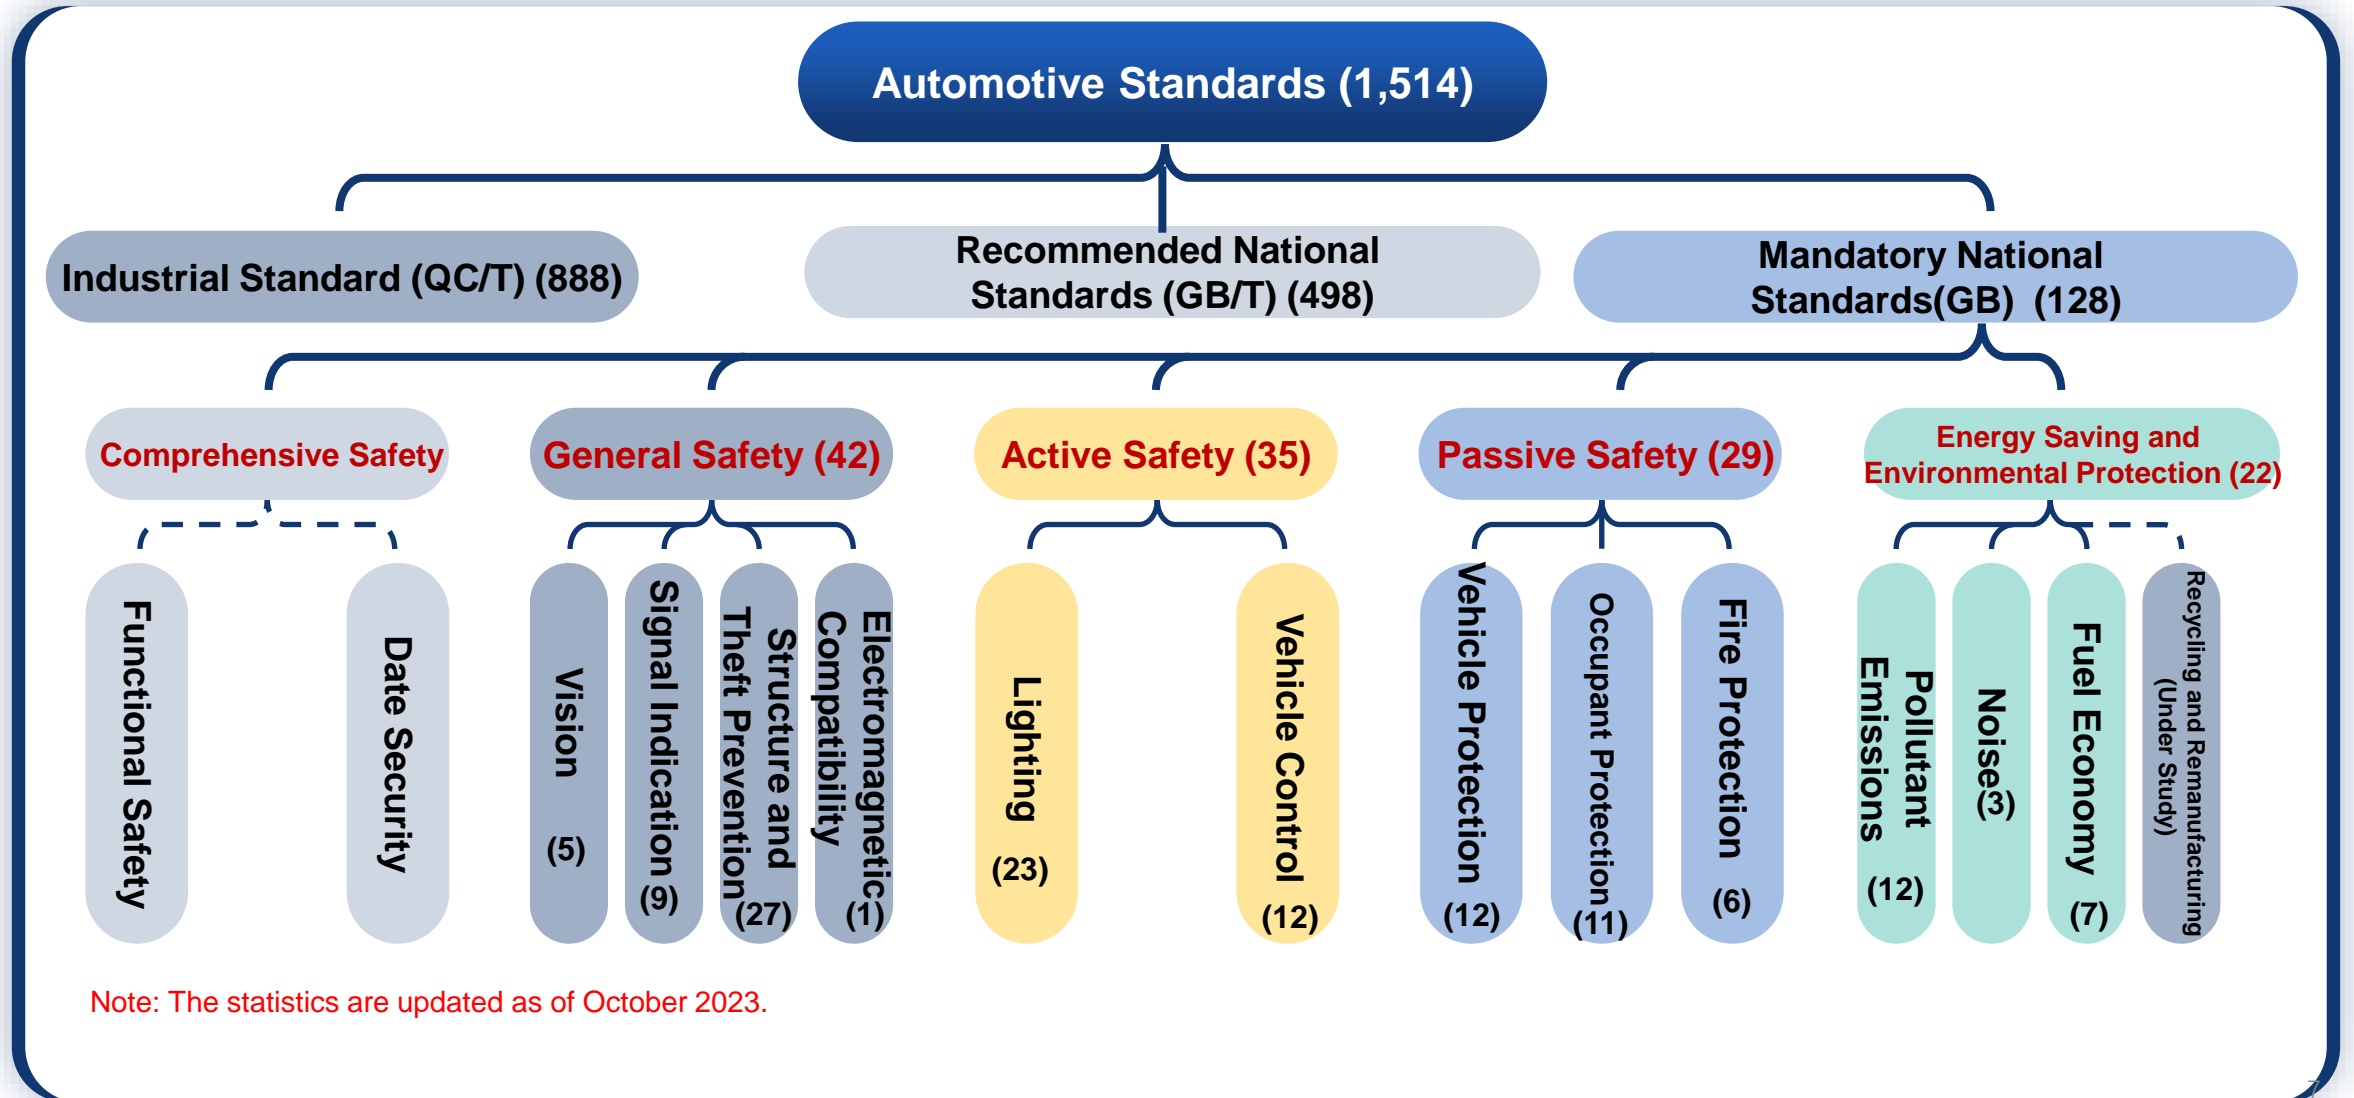 Automotive Standards (1,514)
Industrial Standard (QC/T) (888)
Recommended National
Standards (GB/T) (498)
Mandatory National
Standards(GB) (128)
Comprehensive Safety
General Safety (42)
Active Safety (35)
Passive Safety (29)
Energy Saving and
Environmental Protection (22)
Functional Safety
Date Security
Vision
(5)
Signal Indication
(9)
Structure and
Theft Prevention
(27)
Electromagnetic
Compatibility
(1)
Lighting
(23)
Vehicle Control
(12)
Vehicle Protection
(12)
Occupant Protection
(11)
Fire Protection
(6)
Pollutant
Emissions
(12)
Noise
(3)
Fuel Economy
(7)
Recycling and Remanufacturing
(Under Study)
Note: The statistics are updated as of October 2023.
7